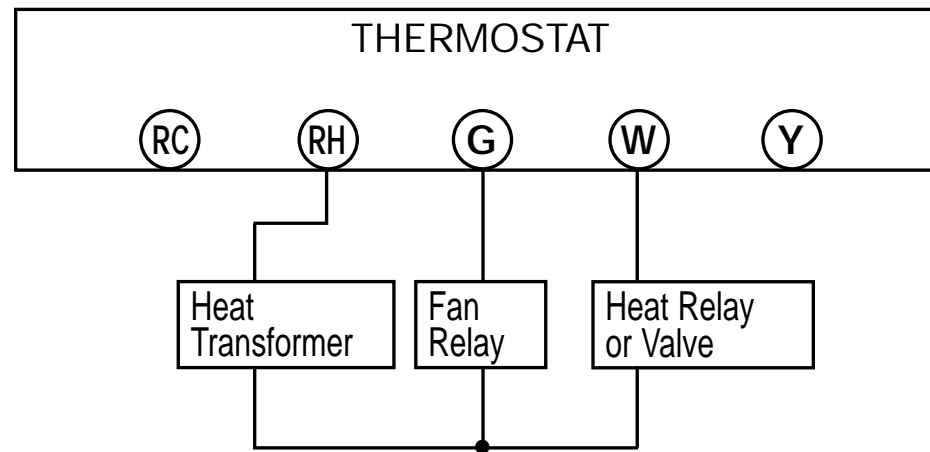 THERMOSTAT
RC RH G W Y
Heat
Transformer
Fan
Relay
Heat Relay
or Valve